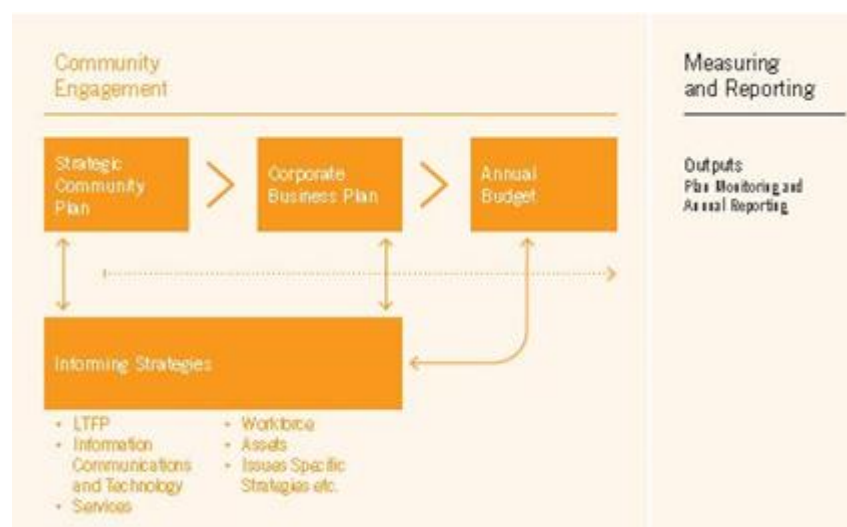 Community
Engagement
Measuring
and Reporting
Strategic
Community
Plan
Corporate
Business Plan
Annual
Budget
Outputs
Plan Monitoring and
Annual Reporting
Informing Strategies
• LTFP
• Information
Communications
and Technology
• Services
• Workforce
• Assets
• Issues Specific
Strategies etc.